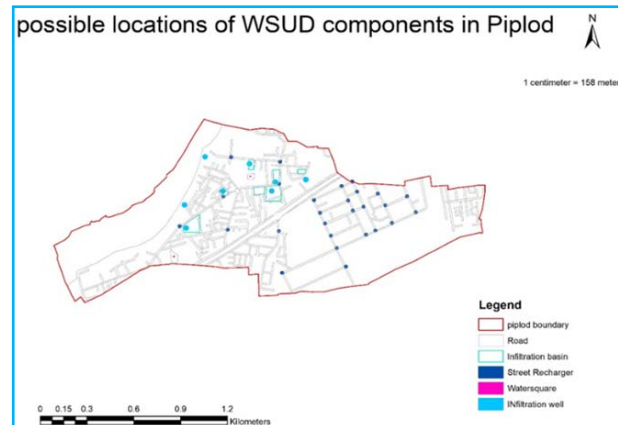 possible locations of WSUD components in Piplod
N
1 centimeter = 158 meter
Legend
piplod boundary
Road
Infiltration basin
Street Recharger
Watersquare
INfiltration well
0 0.15 0.3 0.6 0.9 1.2
Kilometers